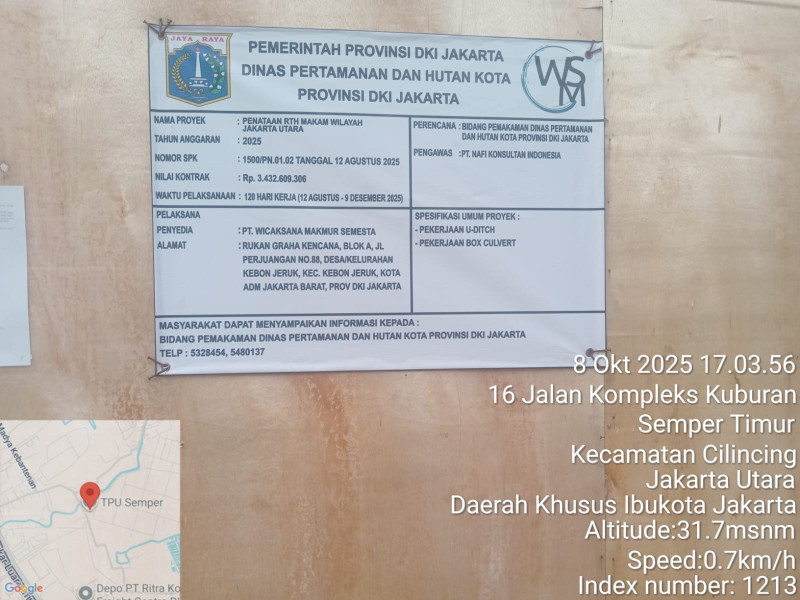 JAYA RAYA
PEMERINTAH PROVINSI DKI JAKARTA
DINAS PERTAMANAN DAN HUTAN KOTA
PROVINSI DKI JAKARTA
WSM
NAMA PROYEK : PENATAAN RTH MAKAM WILAYAH
JAKARTA UTARA
TAHUN ANGGARAN : 2025
NOMOR SPK : 1500/PN.01.02 TANGGAL 12 AGUSTUS 2025
NILAI KONTRAK : Rp. 3.432.609.306
WAKTU PELAKSANAAN : 120 HARI KERJA (12 AGUSTUS - 9 DESEMBER 2025)
PERENCANA : BIDANG PEMAKAMAN DINAS PERTAMANAN
DAN HUTAN KOTA PROVINSI DKI JAKARTA
PENGAWAS : PT. NAFI KONSULTAN INDONESIA
PELAKSANA
PENYEDIA : PT. WICAKSANA MAKMUR SEMESTA
ALAMAT : RUKAN GRAHA KENCANA, BLOK A, JL
PERJUANGAN NO.88, DESA/KELURAHAN
KEBON JERUK, KEC. KEBON JERUK, KOTA
ADM JAKARTA BARAT, PROV DKI JAKARTA
SPESIFIKASI UMUM PROYEK :
- PEKERJAAN U-DITCH
- PEKERJAAN BOX CULVERT
MASYARAKAT DAPAT MENYAMPAIKAN INFORMASI KEPADA :
BIDANG PEMAKAMAN DINAS PERTAMANAN DAN HUTAN KOTA PROVINSI DKI JAKARTA
TELP : 5328454, 5480137
8 Okt 2025 17.03.56
16 Jalan Kompleks Kuburan
Semper Timur
Kecamatan Cilincing
Jakarta Utara
Daerah Khusus Ibukota Jakarta
Altitude:31.7msnm
Speed:0.7km/h
Index number: 1213
Madya Kebantenan
TPU Semper
Depo PT Ritra Ko
Google